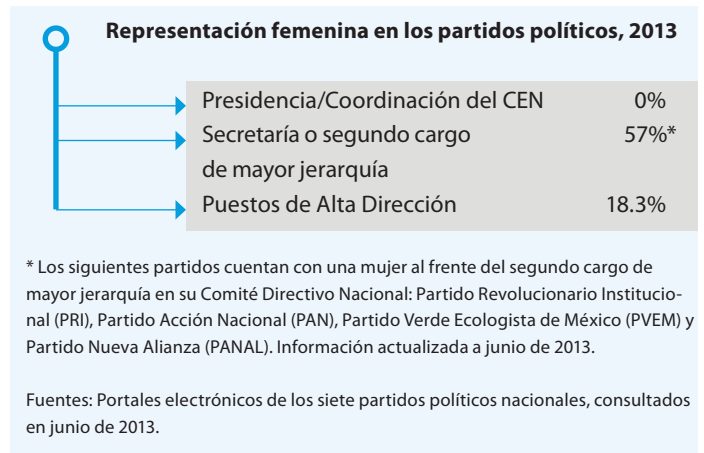 Representación femenina en los partidos políticos, 2013
Presidencia/Coordinación del CEN 0%
Secretaría o segundo cargo 57%*
de mayor jerarquía
Puestos de Alta Dirección 18.3%
* Los siguientes partidos cuentan con una mujer al frente del segundo cargo de
mayor jerarquía en su Comité Directivo Nacional: Partido Revolucionario Institucio-
nal (PRI), Partido Acción Nacional (PAN), Partido Verde Ecologista de México (PVEM) y
Partido Nueva Alianza (PANAL). Información actualizada a junio de 2013.
Fuentes: Portales electrónicos de los siete partidos políticos nacionales, consultados
en junio de 2013.